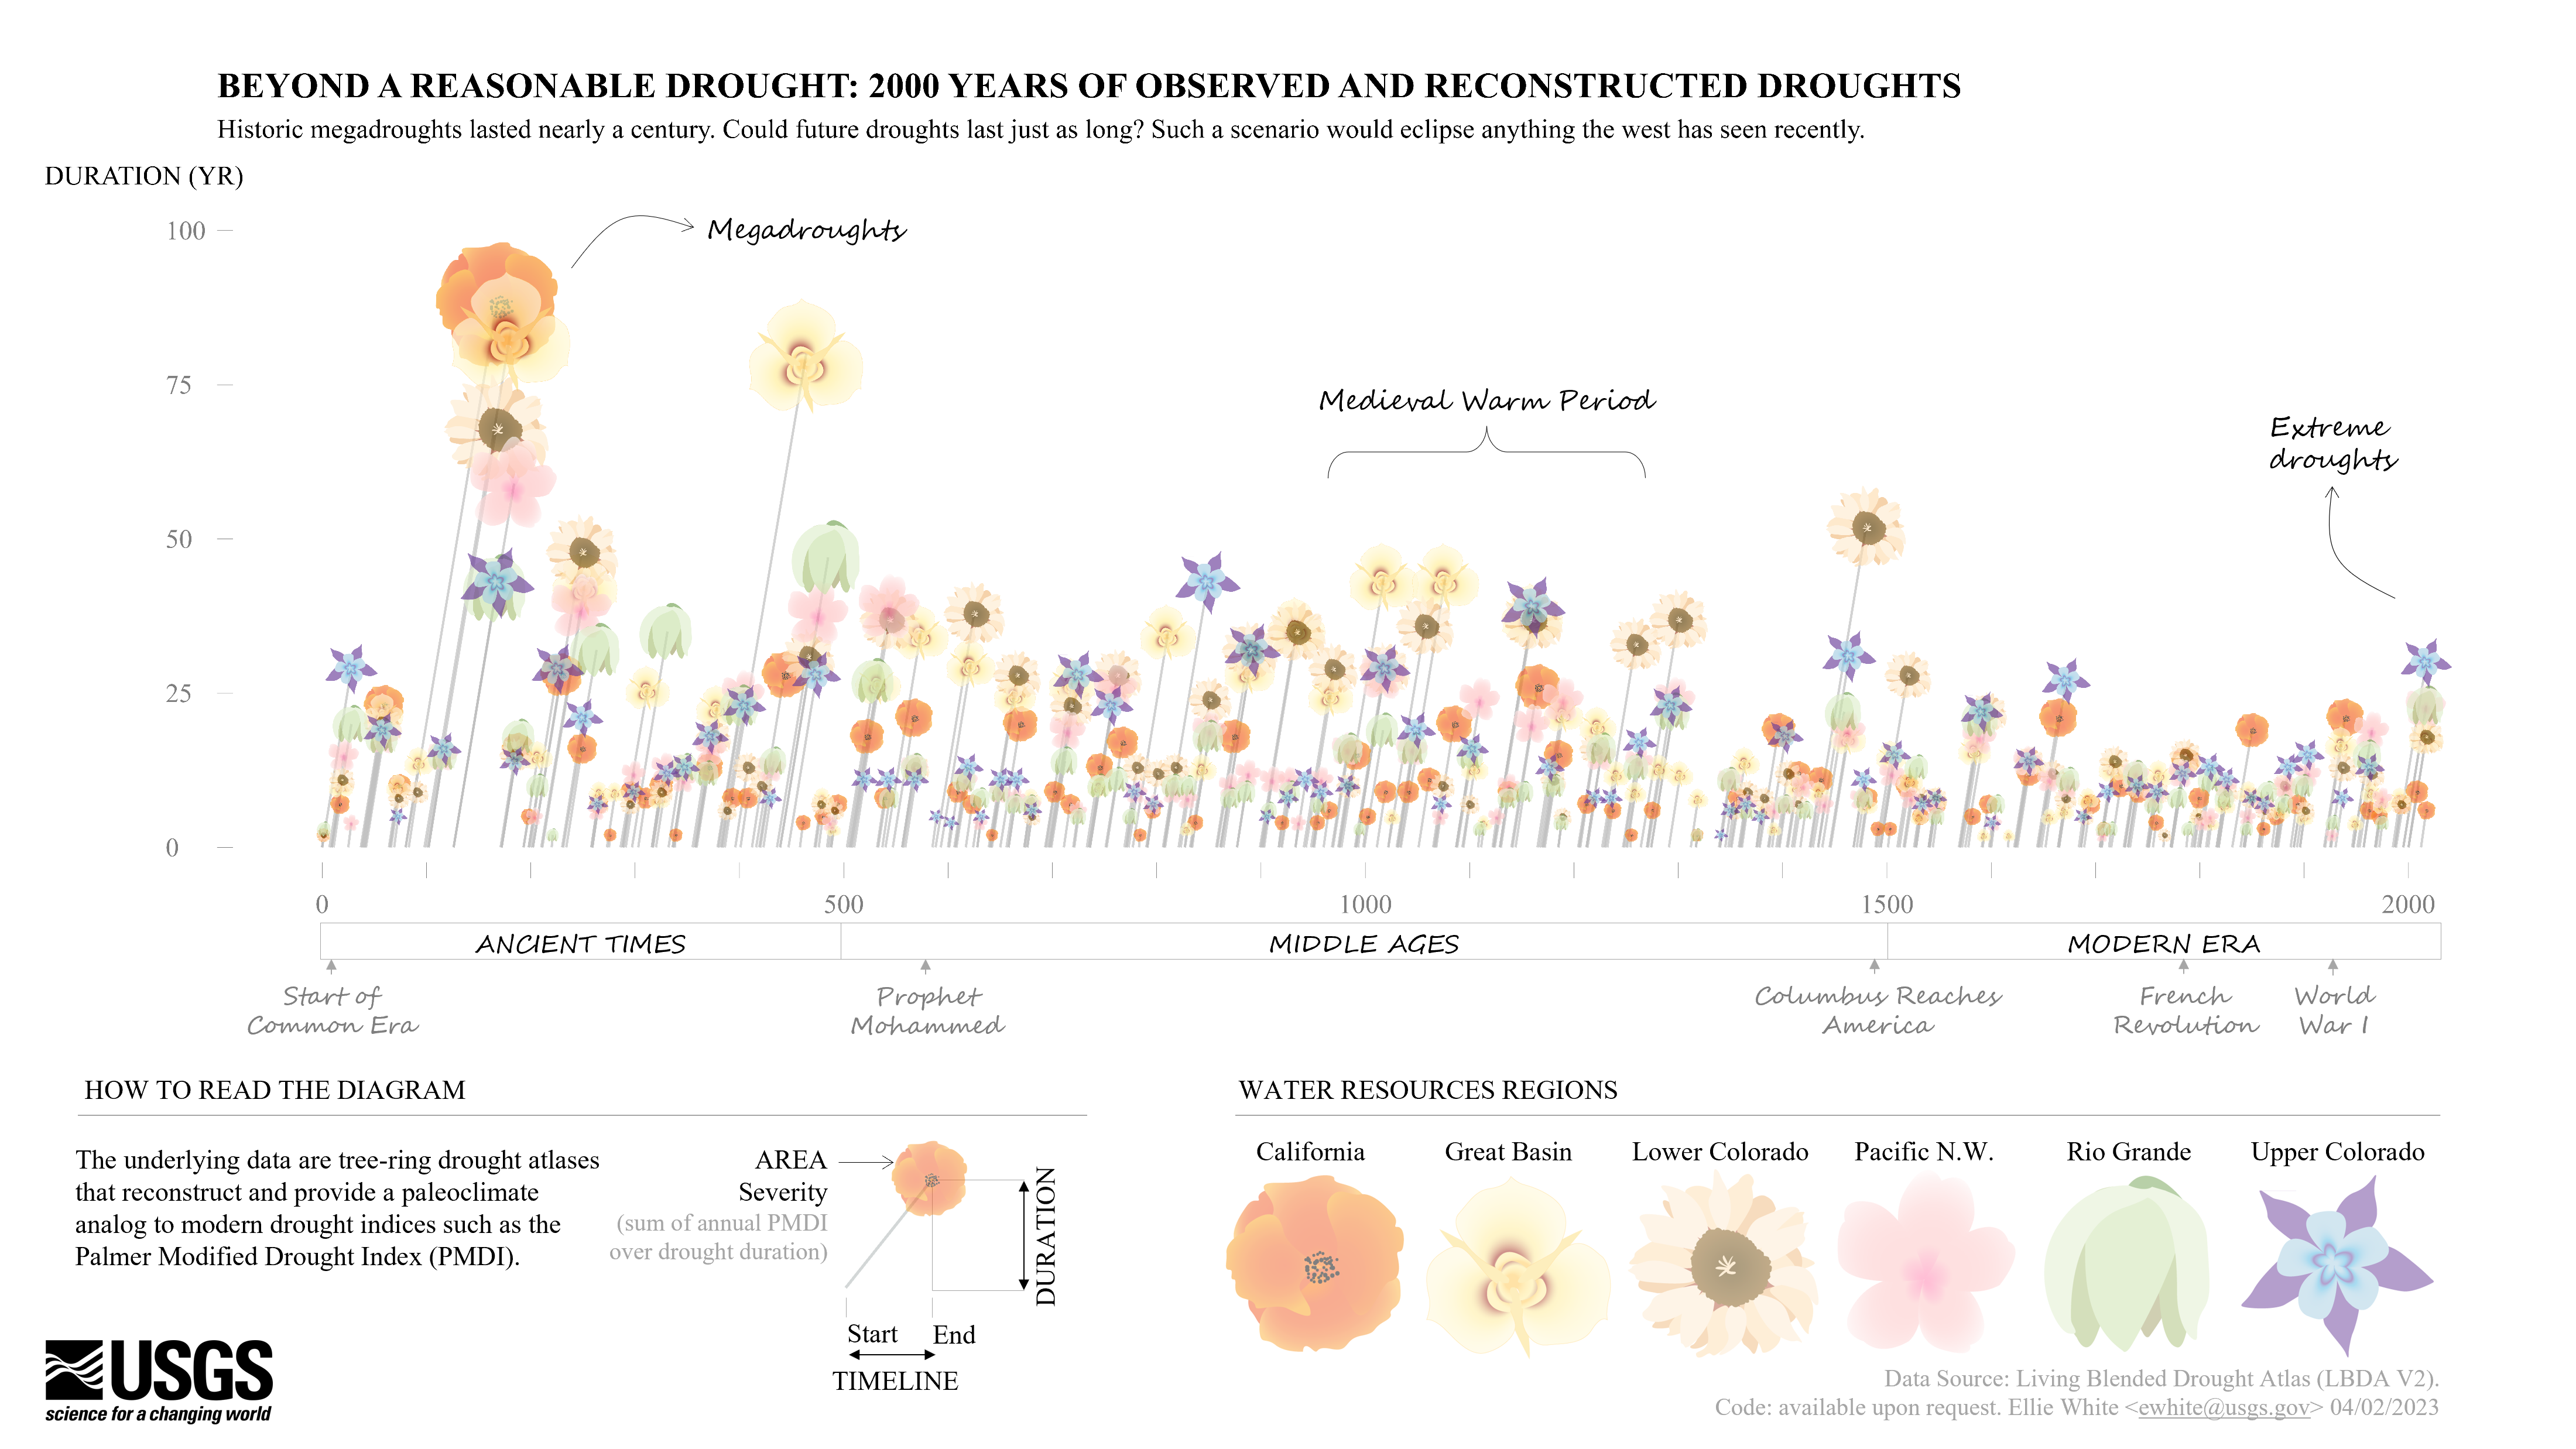 BEYOND A REASONABLE DROUGHT: 2000 YEARS OF OBSERVED AND RECONSTRUCTED DROUGHTS
Historic megadroughts lasted nearly a century. Could future droughts last just as long? Such a scenario would eclipse anything the west has seen recently.
DURATION (YR)
100
75
50
25
0
Megadroughts
Medieval Warm Period
Extreme
droughts
0
500
1000
1500
2000
ANCIENT TIMES
MIDDLE AGES
MODERN ERA
Start of
Common Era
Prophet
Mohammed
Columbus Reaches
America
French
Revolution
World
War I
HOW TO READ THE DIAGRAM
The underlying data are tree-ring drought atlases
that reconstruct and provide a paleoclimate
analog to modern drought indices such as the
Palmer Modified Drought Index (PMDI).
AREA
Severity
(sum of annual PMDI
over drought duration)
DURATION
Start
End
TIMELINE
WATER RESOURCES REGIONS
California
Great Basin
Lower Colorado
Pacific N.W.
Rio Grande
Upper Colorado
USGS
science for a changing world
Data Source: Living Blended Drought Atlas (LBDA V2).
Code: available upon request. Ellie White <ewhite@usgs.gov> 04/02/2023